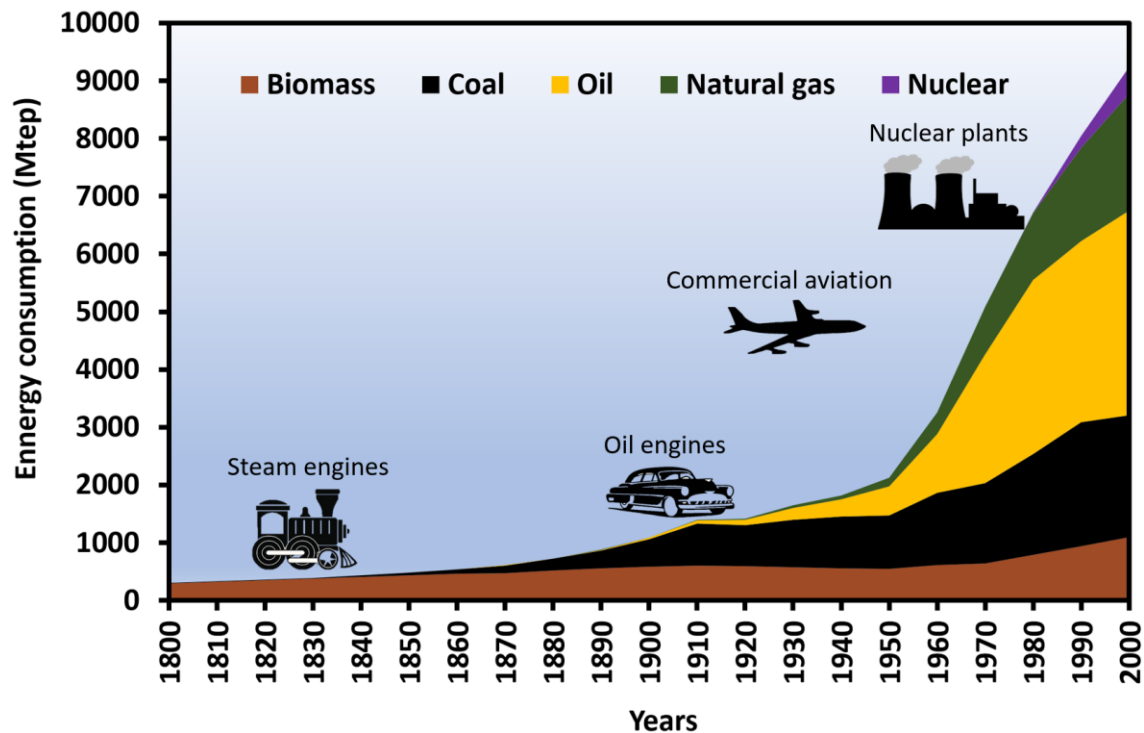 10000
9000
8000
7000
6000
5000
4000
3000
2000
1000
0
Ennergy consumption (Mtep)
Biomass Coal Oil Natural gas Nuclear
Nuclear plants
Commercial aviation
Oil engines
Steam engines
1800 1810 1820 1830 1840 1850 1860 1870 1880 1890 1900 1910 1920 1930 1940 1950 1960 1970 1980 1990 2000
Years